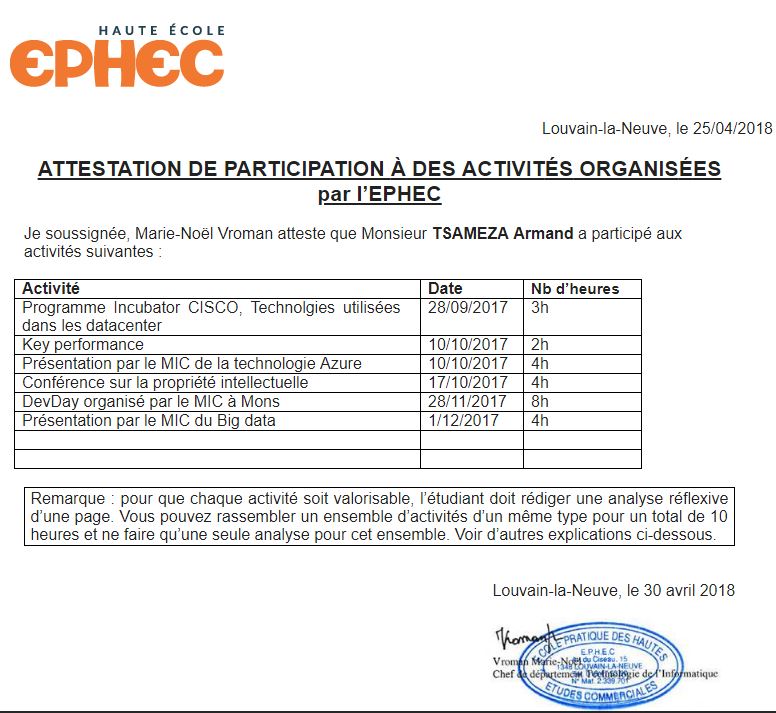 HAUTE ÉCOLE
EPHEC
Louvain-la-Neuve, le 25/04/2018
ATTESTATION DE PARTICIPATION À DES ACTIVITÉS ORGANISÉES
par l'EPHEC
Je soussignée, Marie-Noël Vroman atteste que Monsieur TSAMEZA Armand a participé aux
activités suivantes :
Activité Date Nb d'heures
Programme Incubator CISCO, Technolgies utilisées 28/09/2017 3h
dans les datacenter
Key performance 10/10/2017 2h
Présentation par le MIC de la technologie Azure 10/10/2017 4h
Conférence sur la propriété intellectuelle 17/10/2017 4h
DevDay organisé par le MIC à Mons 28/11/2017 8h
Présentation par le MIC du Big data 1/12/2017 4h
Remarque : pour que chaque activité soit valorisable, l'étudiant doit rédiger une analyse réflexive
d'une page. Vous pouvez rassembler un ensemble d'activités d'un même type pour un total de 10
heures et ne faire qu'une seule analyse pour cet ensemble. Voir d'autres explications ci-dessous.
Louvain-la-Neuve, le 30 avril 2018
Vroman
ECOLE PRATIQUE DES HAUTES
E.P.H.E.C
du Ciseau, 15
1348 LOUVAIN-LA-NEUVE
N° Mat. 2.339.701
ETUDES COMMERCIALES
Vroman Marie-Noël
Chef de département Technologie de l'Informatique